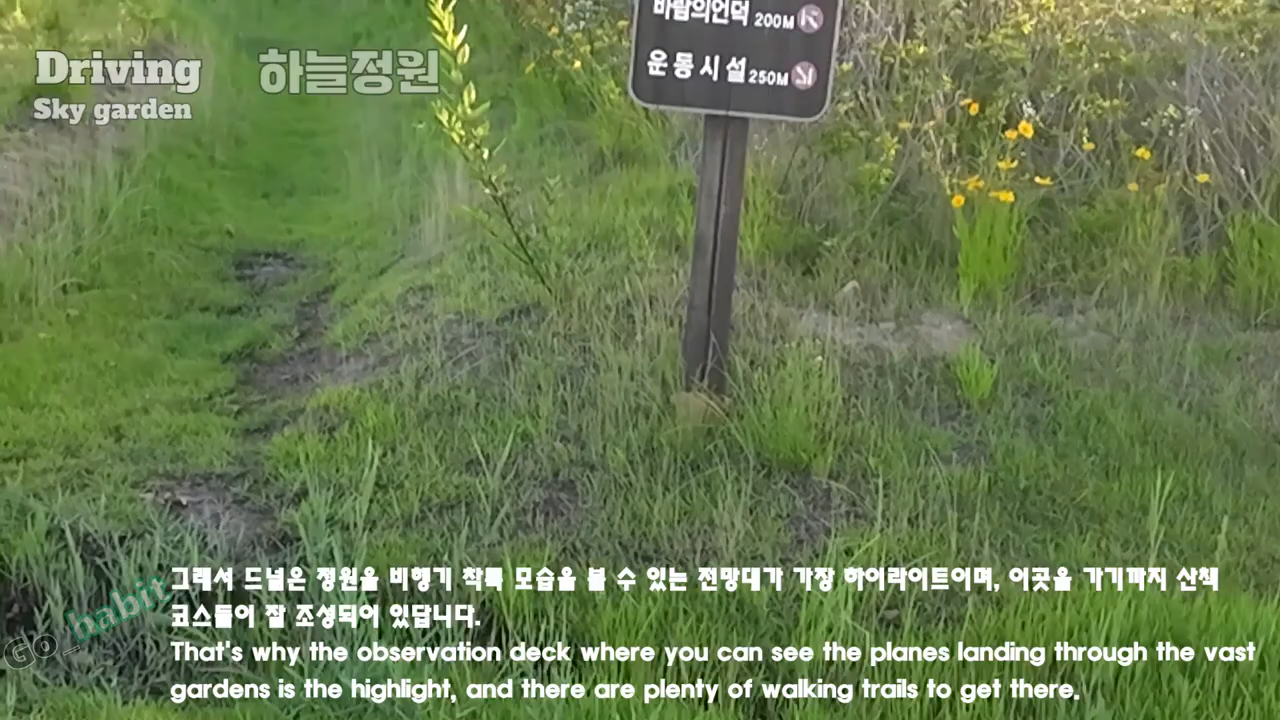 바람의언덕 200M
운동시설 250M
Driving 하늘정원
Sky garden
그래서 드넓은 정원을 비행기 착륙 모습을 볼 수 있는 전망대가 가장 하이라이트이며, 이곳을 가기까지 산책
코스들이 잘 조성되어 있답니다.
Go_habit
That's why the observation deck where you can see the planes landing through the vast
gardens is the highlight, and there are plenty of walking trails to get there.